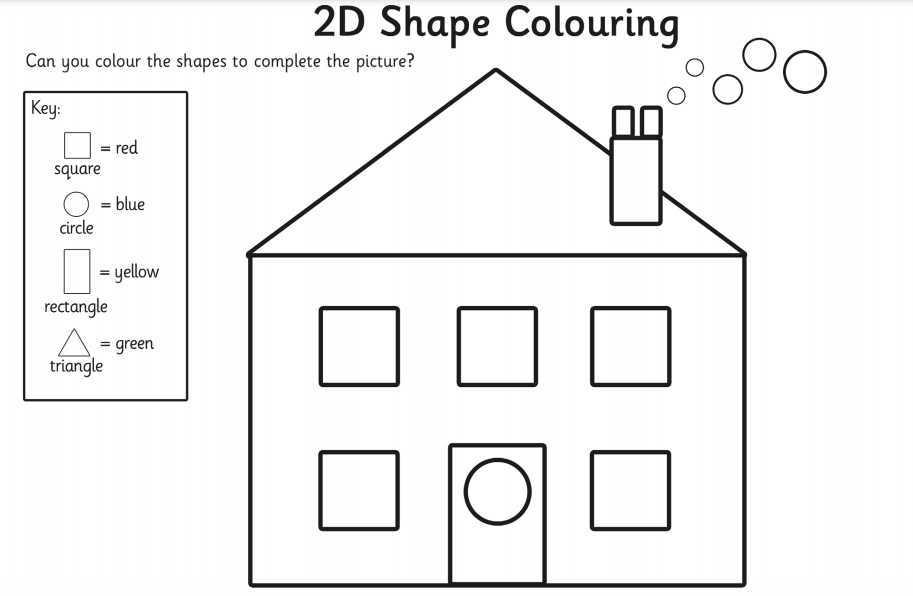 2D Shape Colouring
Can you colour the shapes to complete the picture?
Key:
= red
square
= blue
circle
= yellow
rectangle
= green
triangle